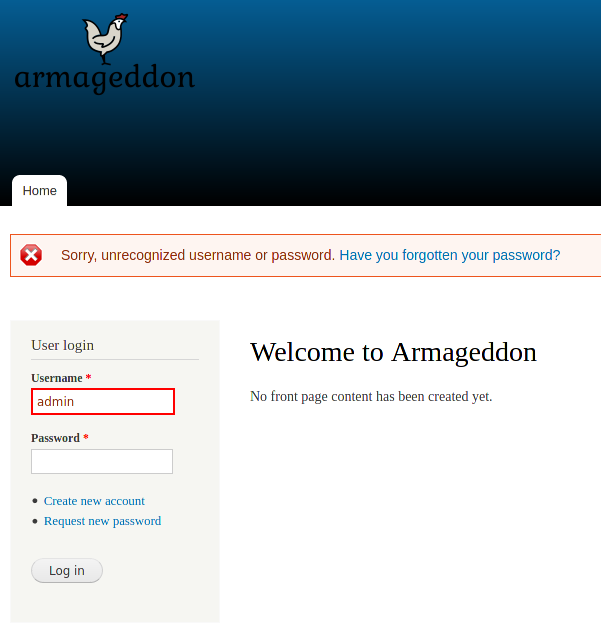 armageddon
Home
Sorry, unrecognized username or password. Have you forgotten your password?
User login
Username *
admin
Password *
Create new account
Request new password
Log in
Welcome to Armageddon
No front page content has been created yet.